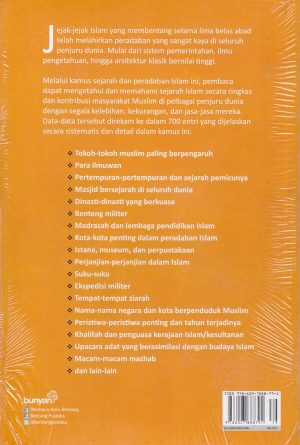 Jejak-jejak Islam yang membentang selama lima belas abad
telah melahirkan peradaban yang sangat kaya di seluruh
penjuru dunia. Mulai dari sistem pemerintahan, ilmu
pengetahuan, hingga arsitektur klasik bernilai tinggi.
Melalui kamus sejarah dan peradaban Islam ini, pembaca
dapat mengetahui dan memahami sejarah Islam secara ringkas
dan kontribusi masyarakat Muslim di pelbagai penjuru dunia
dengan segala kelebihan, kekurangan, dan jasa-jasa mereka.
Data-data tersebut direkam ke dalam 700 entri yang dijelaskan
secara sistematis dan detail dalam kamus ini.
Tokoh-tokoh muslim paling berpengaruh
Para ilmuwan
Pertempuran-pertempuran dan sejarah pemicunya
Masjid bersejarah di seluruh dunia
Dinasti-dinasti yang berkuasa
Benteng militer
Madrasah dan lembaga pendidikan Islam
Kota-kota penting dalam peradaban Islam
Istana, museum, dan perpustakaan
Perjanjian-perjanjian dalam Islam
Suku-suku
Ekspedisi militer
Tempat-tempat ziarah
Nama-nama negara dan kota berpenduduk Muslim
Peristiwa-peristiwa penting dan tahun terjadinya
Khalifah dan penguasa kerajaan Islam/kesultanan
Upacara adat yang berasimilasi dengan budaya Islam
Macam-macam mazhab
dan lain-lain
bunyan
Pembaca Buku Bentang
Bentang Pustaka
@bentangpustaka